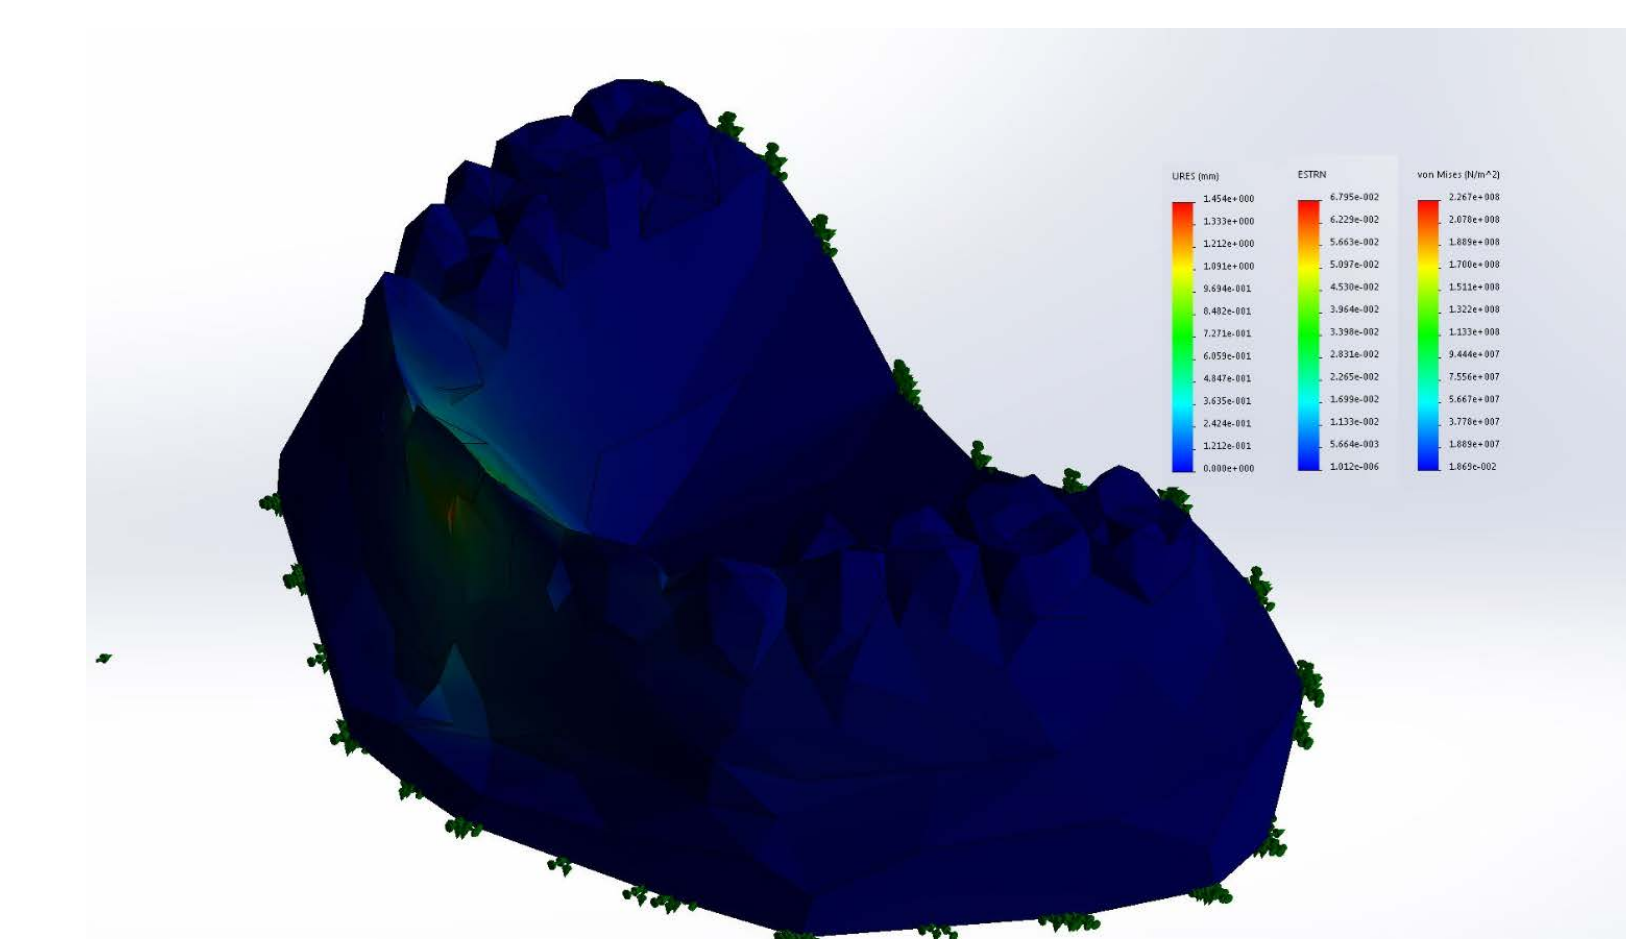 URES (mm)
1.454e+000
1.333e+000
1.212e+000
1.091e+000
9.694e-001
8.482e-001
7.271e-001
6.059e-001
4.847e-001
3.635e-001
2.424e-001
1.212e-001
0.000e+000
ESTRN
6.795e-002
6.229e-002
5.663e-002
5.097e-002
4.530e-002
3.964e-002
3.398e-002
2.831e-002
2.265e-002
1.699e-002
1.133e-002
5.664e-003
1.012e-006
von Mises (N/m^2)
2.267e+008
2.078e+008
1.889e+008
1.700e+008
1.511e+008
1.322e+008
1.133e+008
9.444e+007
7.556e+007
5.667e+007
3.778e+007
1.889e+007
1.869e-002